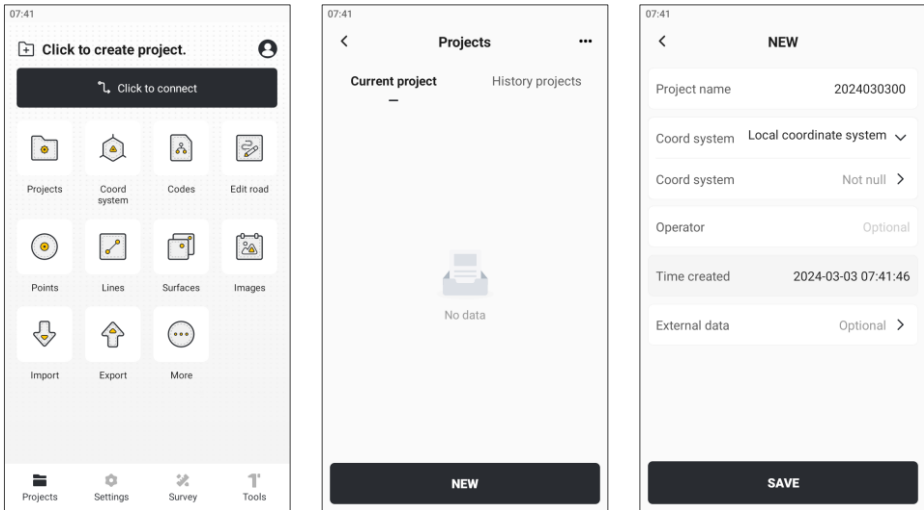 07:41
Click to create project.
Click to connect
Projects
Coord
system
Codes
Edit road
Points
Lines
Surfaces
Images
Import
Export
More
Projects
Settings
Survey
Tools
07:41
Projects
Current project
History projects
No data
NEW
07:41
NEW
Project name 2024030300
Coord system Local coordinate system
Coord system Not null
Operator Optional
Time created 2024-03-03 07:41:46
External data Optional
SAVE